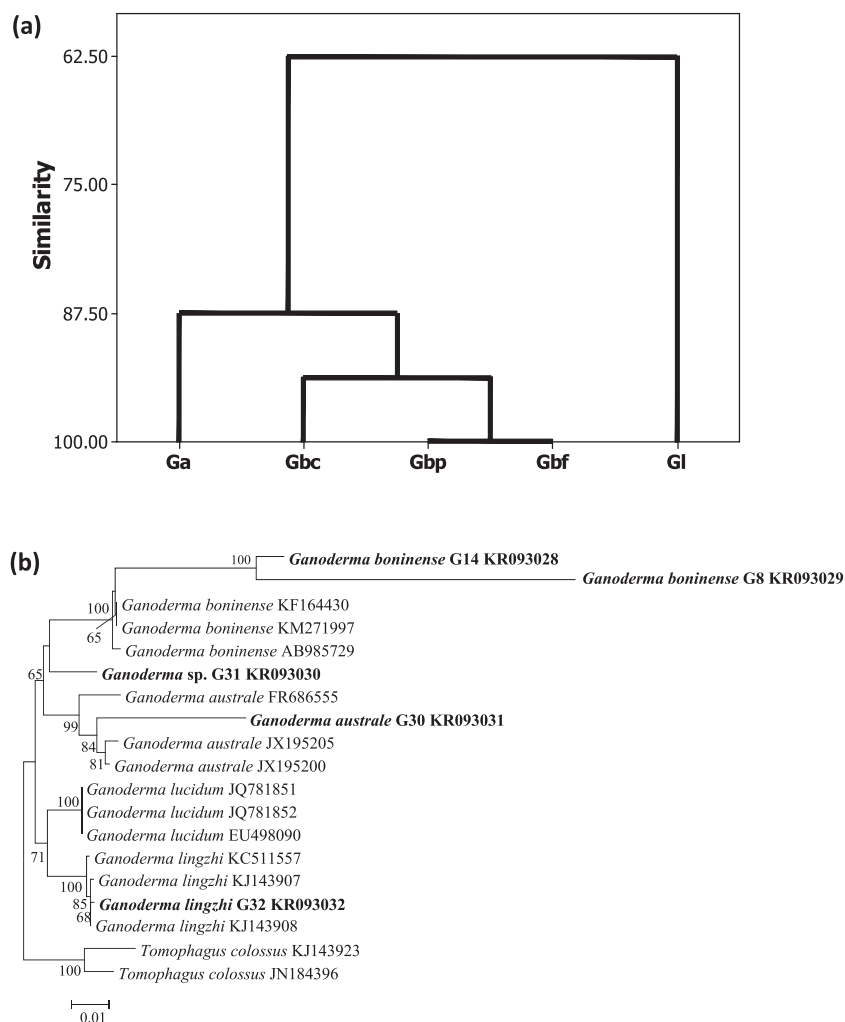 (a)
62.50
75.00
87.50
100.00
Similarity
Ga Gbc Gbp Gbf Gl
(b)
100 Ganoderma boninense G14 KR093028
Ganoderma boninense G8 KR093029
100 Ganoderma boninense KF164430
65 Ganoderma boninense KM271997
Ganoderma boninense AB985729
65 Ganoderma sp. G31 KR093030
Ganoderma australe FR686555
99 Ganoderma australe G30 KR093031
84 Ganoderma australe JX195205
81 Ganoderma australe JX195200
Ganoderma lucidum JQ781851
100 Ganoderma lucidum JQ781852
Ganoderma lucidum EU498090
71 Ganoderma lingzhi KC511557
100 Ganoderma lingzhi KJ143907
85 Ganoderma lingzhi G32 KR093032
68 Ganoderma lingzhi KJ143908
Tomophagus colossus KJ143923
100 Tomophagus colossus JN184396
0.01